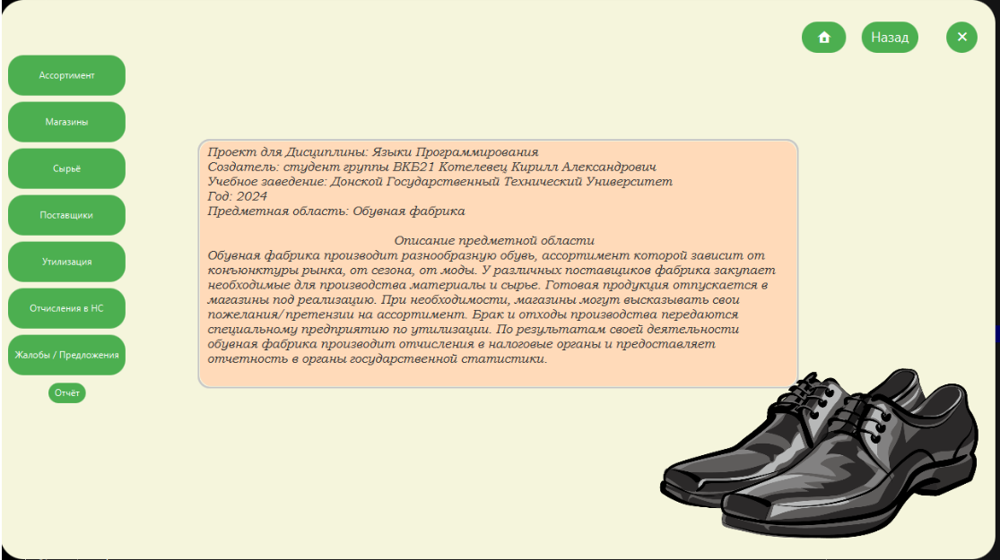 Назад
Ассортимент
Магазины
Сырьё
Поставщики
Утилизация
Отчисления в НС
Жалобы / Предложения
Отчёт
Проект для Дисциплины: Языки Программирования
Создатель: студент группы ВКБ21 Котелевец Кирилл Александрович
Учебное заведение: Донской Государственный Технический Университет
Год: 2024
Предметная область: Обувная фабрика
Описание предметной области
Обувная фабрика производит разнообразную обувь, ассортимент которой зависит от
конъюнктуры рынка, от сезона, от моды. У различных поставщиков фабрика закупает
необходимые для производства материалы и сырье. Готовая продукция отпускается в
магазины под реализацию. При необходимости, магазины могут высказывать свои
пожелания/претензии на ассортимент. Брак и отходы производства передаются
специальному предприятию по утилизации. По результатам своей деятельности
обувная фабрика производит отчисления в налоговые органы и предоставляет
отчетность в органы государственной статистики.